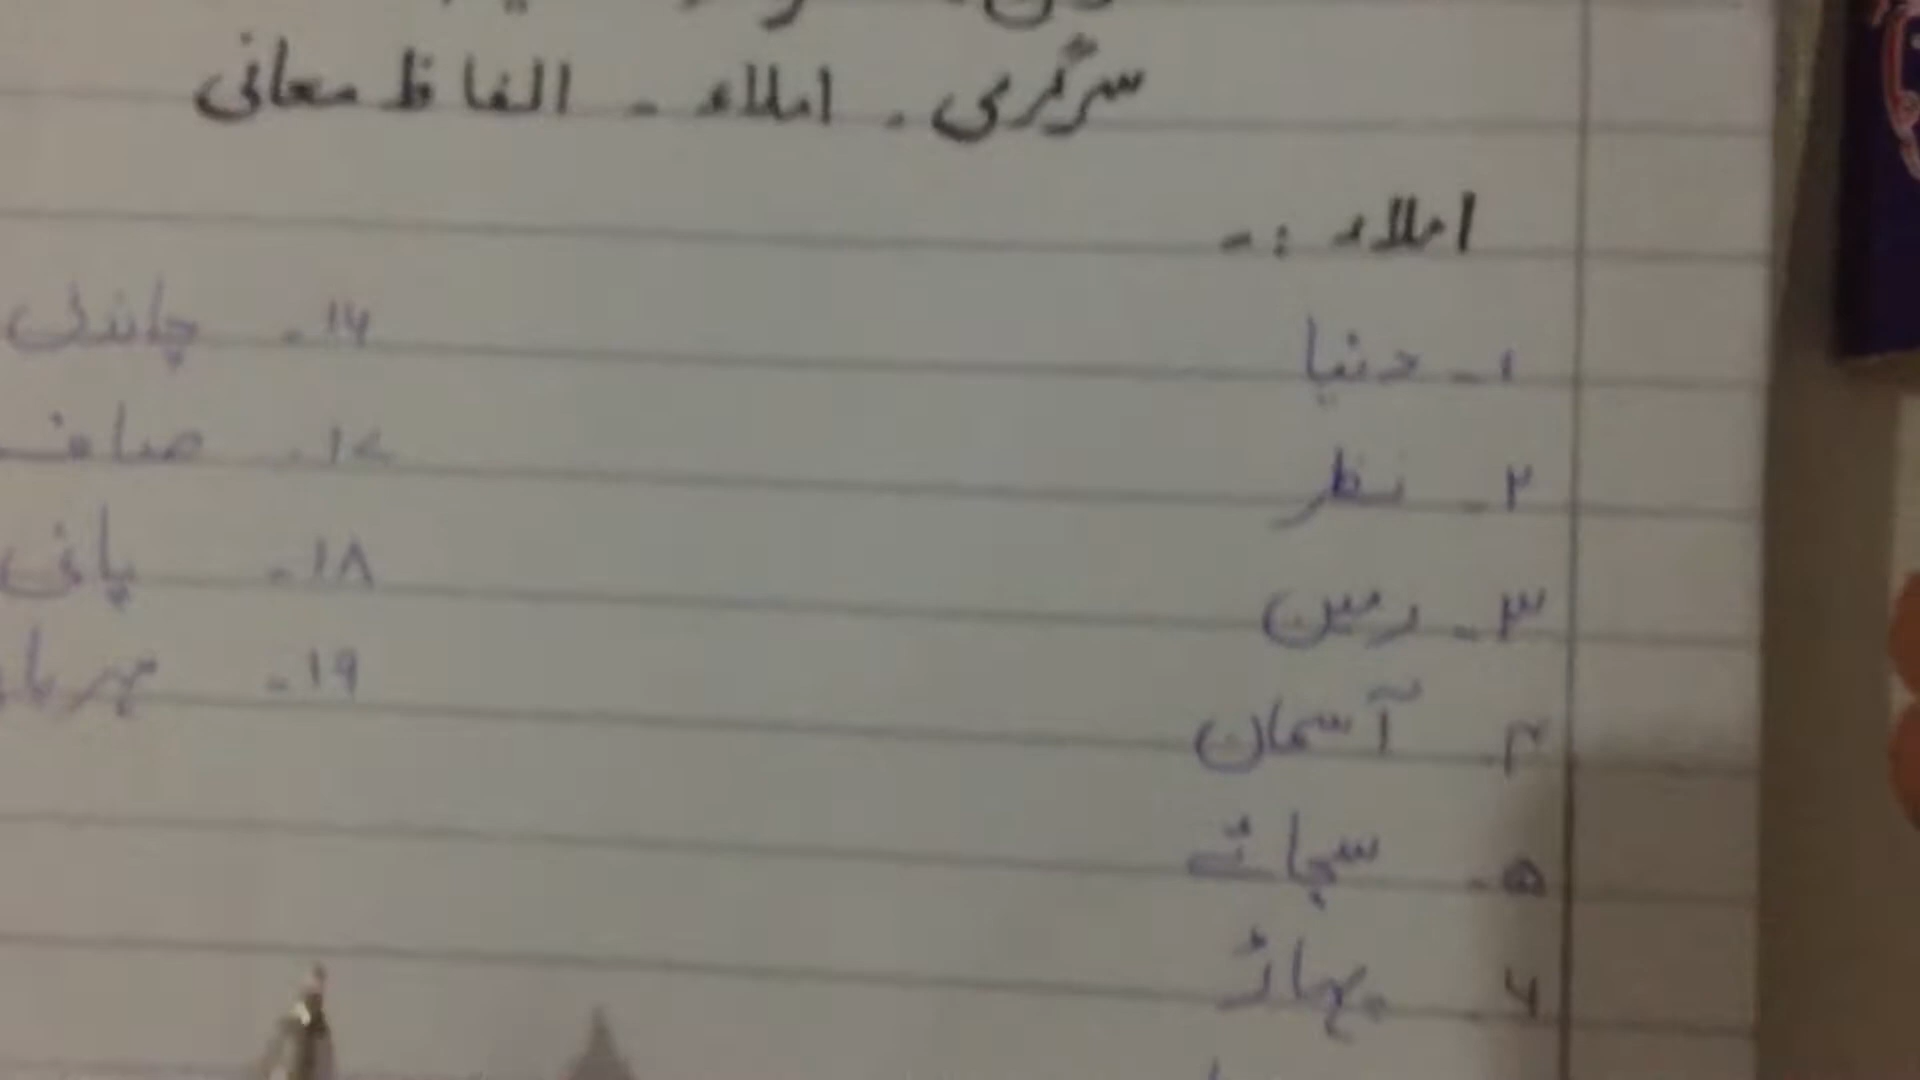 سرگرمی ۔ املاء ۔ الفاظ معانی
املاء :۔
۱۔ دنیا
۲۔ نظر
۳۔ زمین
۴۔ آسمان
۵۔ سجائے
۶ پہاڑ
۱۶۔ چاندنی
۱۷۔ صاف
۱۸۔ پانی
۱۹۔